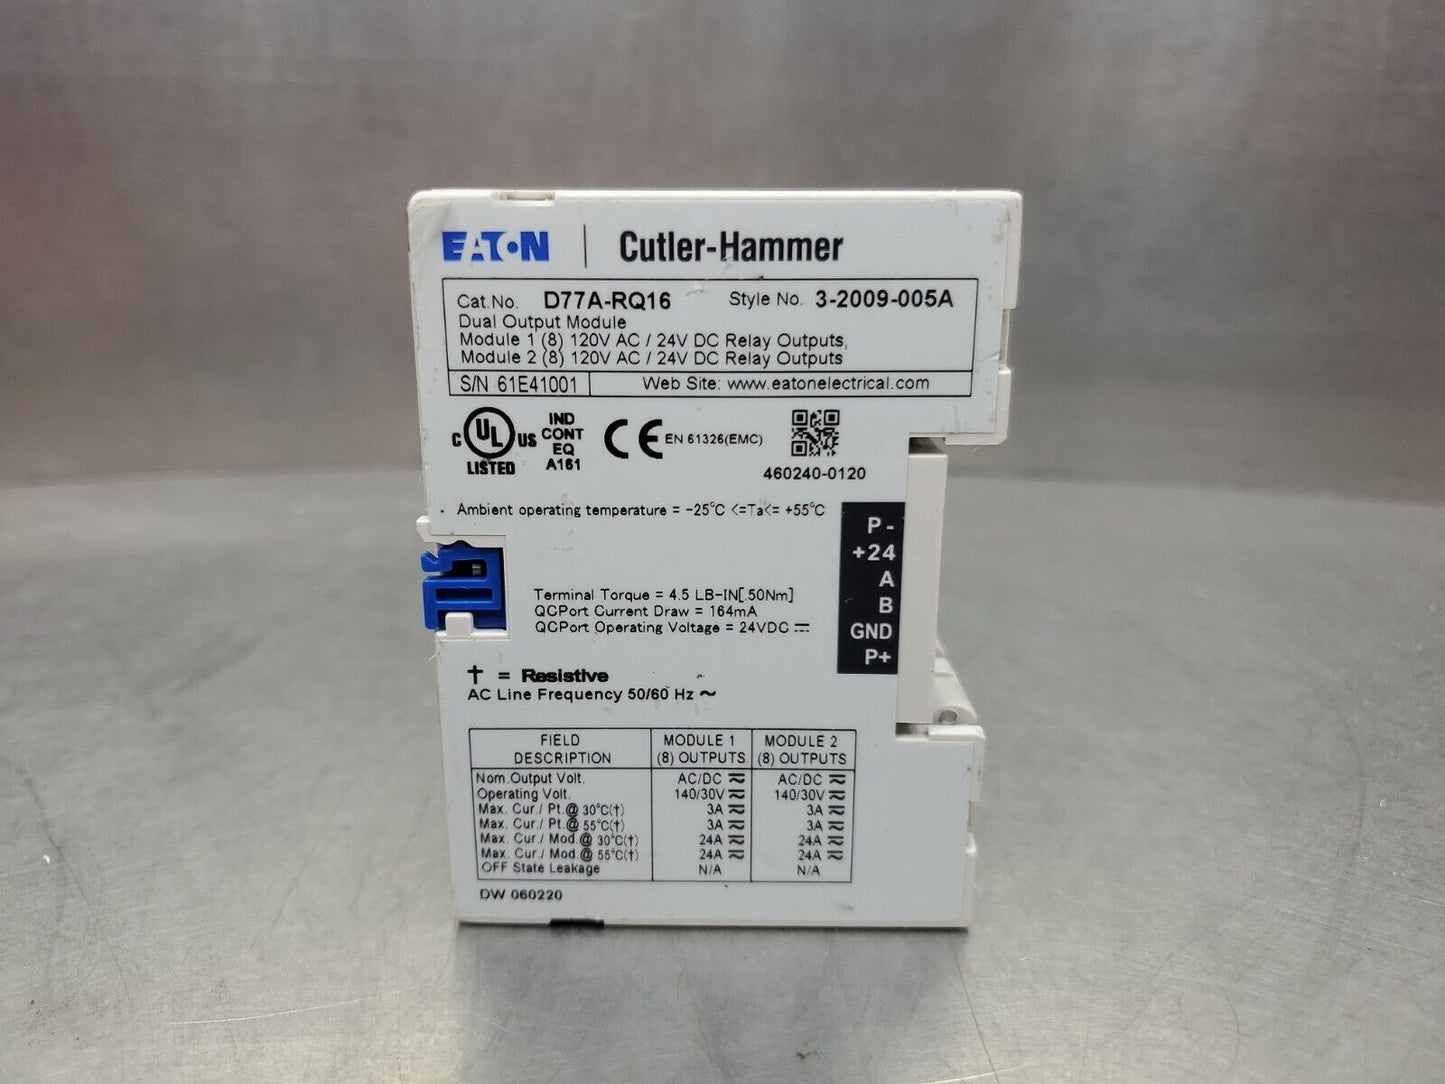 EATON | Cutler-Hammer
Cat.No. D77A-RQ16 Style No. 3-2009-005A
Dual Output Module
Module 1 (8) 120V AC / 24V DC Relay Outputs,
Module 2 (8) 120V AC / 24V DC Relay Outputs
S/N 61E41001 Web Site: www.eatonelectrical.com
C UL US
LISTED
IND
CONT
EQ
A161
CE EN 61326(EMC)
460240-0120
Ambient operating temperature = -25°C <=Ta<= +55°C
P -
+24
A
B
GND
P+
Terminal Torque = 4.5 LB-IN[.50Nm]
QCPort Current Draw = 164mA
QCPort Operating Voltage = 24VDC ⎓
† = Resistive
AC Line Frequency 50/60 Hz ~
FIELD DESCRIPTION MODULE 1 (8) OUTPUTS MODULE 2 (8) OUTPUTS
Nom.Output Volt. AC/DC ⏦ AC/DC ⏦
Operating Volt. 140/30V ⏦ 140/30V ⏦
Max. Cur./ Pt.@ 30°C(†) 3A ⏦ 3A ⏦
Max. Cur./ Pt.@ 55°C(†) 3A ⏦ 3A ⏦
Max. Cur./ Mod.@ 30°C(†) 24A ⏦ 24A ⏦
Max. Cur./ Mod.@ 55°C(†) 24A ⏦ 24A ⏦
OFF State Leakage N/A N/A
DW 060220